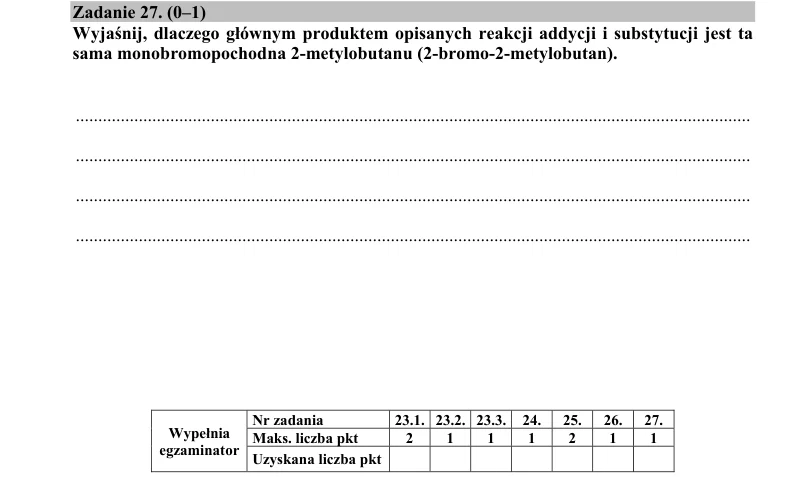 Zadanie 27. (0–1)
Wyjaśnij, dlaczego głównym produktem opisanych reakcji addycji i substytucji jest ta
sama monobromopochodna 2-metylobutanu (2-bromo-2-metylobutan).
Wypełnia egzaminator
Nr zadania 23.1. 23.2. 23.3. 24. 25. 26. 27.
Maks. liczba pkt 2 1 1 1 2 1 1
Uzyskana liczba pkt